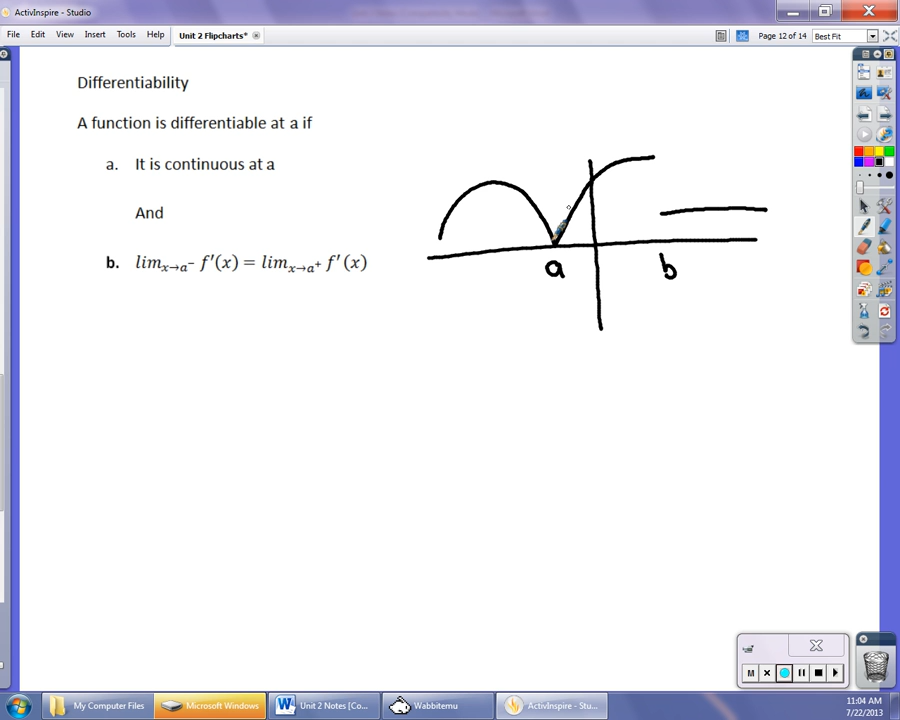 ActivInspire - Studio
File Edit View Insert Tools Help Unit 2 Flipcharts* Page 12 of 14 Best Fit
Differentiability
A function is differentiable at a if
a. It is continuous at a
And
b. lim x→a⁻ f′(x) = lim x→a⁺ f′(x)
a b
M
My Computer Files Microsoft Windows Unit 2 Notes [Co... Wabbitemu ActivInspire - Stu...
11:04 AM
7/22/2013